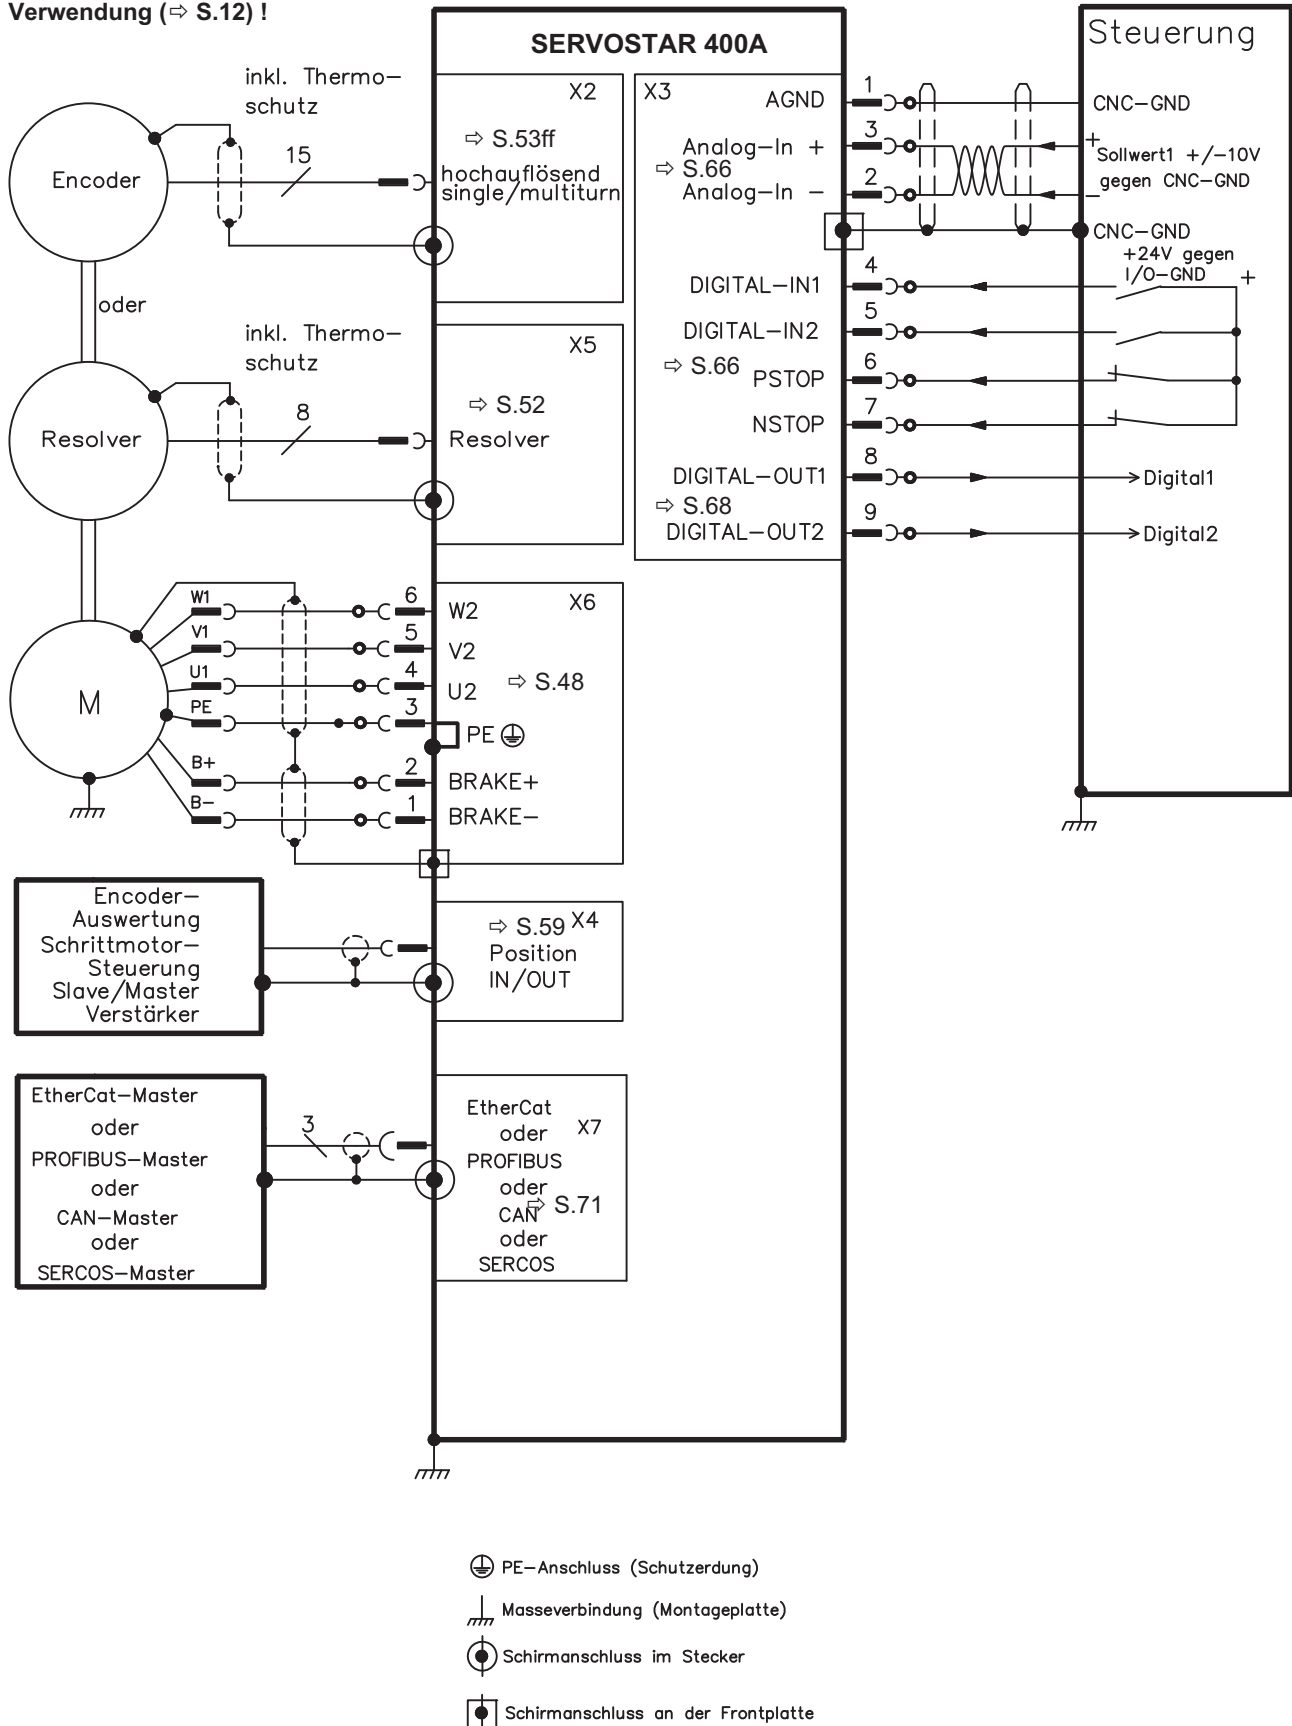 Verwendung (⇨ S.12) !
SERVOSTAR 400A
Steuerung
inkl. Thermo-
schutz
Encoder
15
X2
⇨ S.53ff
hochauflösend
single/multiturn
oder
inkl. Thermo-
schutz
Resolver
8
X5
⇨ S.52
Resolver
X3
AGND
1
CNC-GND
Analog-In +
3
+
⇨ S.66
Sollwert1 +/-10V
gegen CNC-GND
Analog-In -
2
-
CNC-GND
+24V gegen
I/O-GND
+
DIGITAL-IN1
4
DIGITAL-IN2
5
⇨ S.66
PSTOP
6
NSTOP
7
DIGITAL-OUT1
8
Digital1
⇨ S.68
DIGITAL-OUT2
9
Digital2
M
W1
6
W2
X6
V1
5
V2
U1
4
U2
⇨ S.48
PE
3
PE
B+
2
BRAKE+
B-
1
BRAKE-
Encoder-
Auswertung
Schrittmotor-
Steuerung
Slave/Master
Verstärker
⇨ S.59
X4
Position
IN/OUT
EtherCat-Master
oder
PROFIBUS-Master
oder
CAN-Master
oder
SERCOS-Master
3
EtherCat
oder
X7
PROFIBUS
oder
⇨ S.71
CAN
oder
SERCOS
PE-Anschluss (Schutzerdung)
Masseverbindung (Montageplatte)
Schirmanschluss im Stecker
Schirmanschluss an der Frontplatte